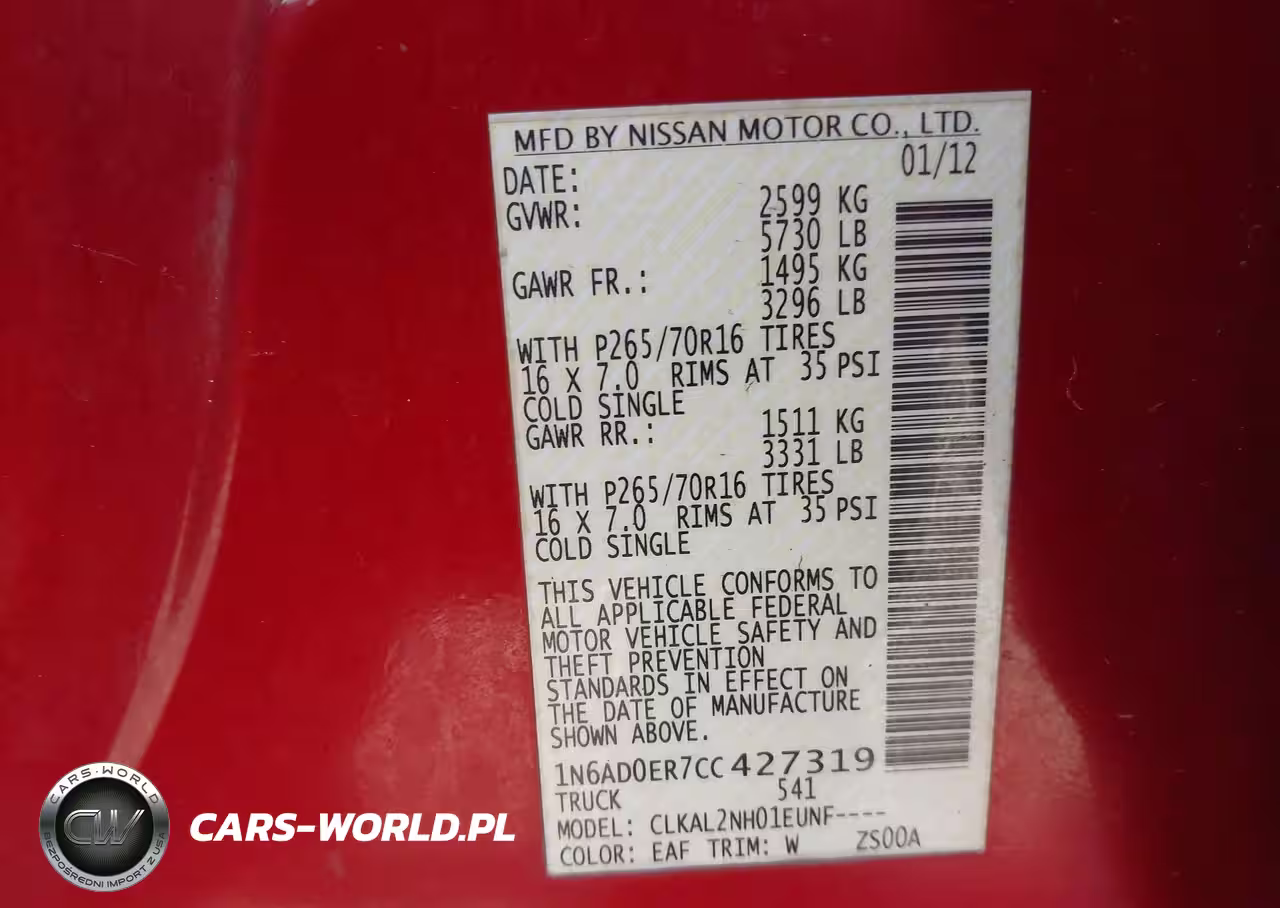 MFD BY NISSAN MOTOR CO., LTD.
DATE: 01/12
GVWR: 2599 KG
5730 LB
GAWR FR.: 1495 KG
3296 LB
WITH P265/70R16 TIRES
16 X 7.0 RIMS AT 35 PSI
COLD SINGLE
GAWR RR.: 1511 KG
3331 LB
WITH P265/70R16 TIRES
16 X 7.0 RIMS AT 35 PSI
COLD SINGLE
THIS VEHICLE CONFORMS TO
ALL APPLICABLE FEDERAL
MOTOR VEHICLE SAFETY AND
THEFT PREVENTION
STANDARDS IN EFFECT ON
THE DATE OF MANUFACTURE
SHOWN ABOVE.
1N6AD0ER7CC427319
TRUCK 541
MODEL: CLKAL2NH01EUNF----
COLOR: EAF TRIM: W ZS00A
CARS-WORLD
CW
BEZPOŚREDNI IMPORT Z USA
CARS-WORLD.PL